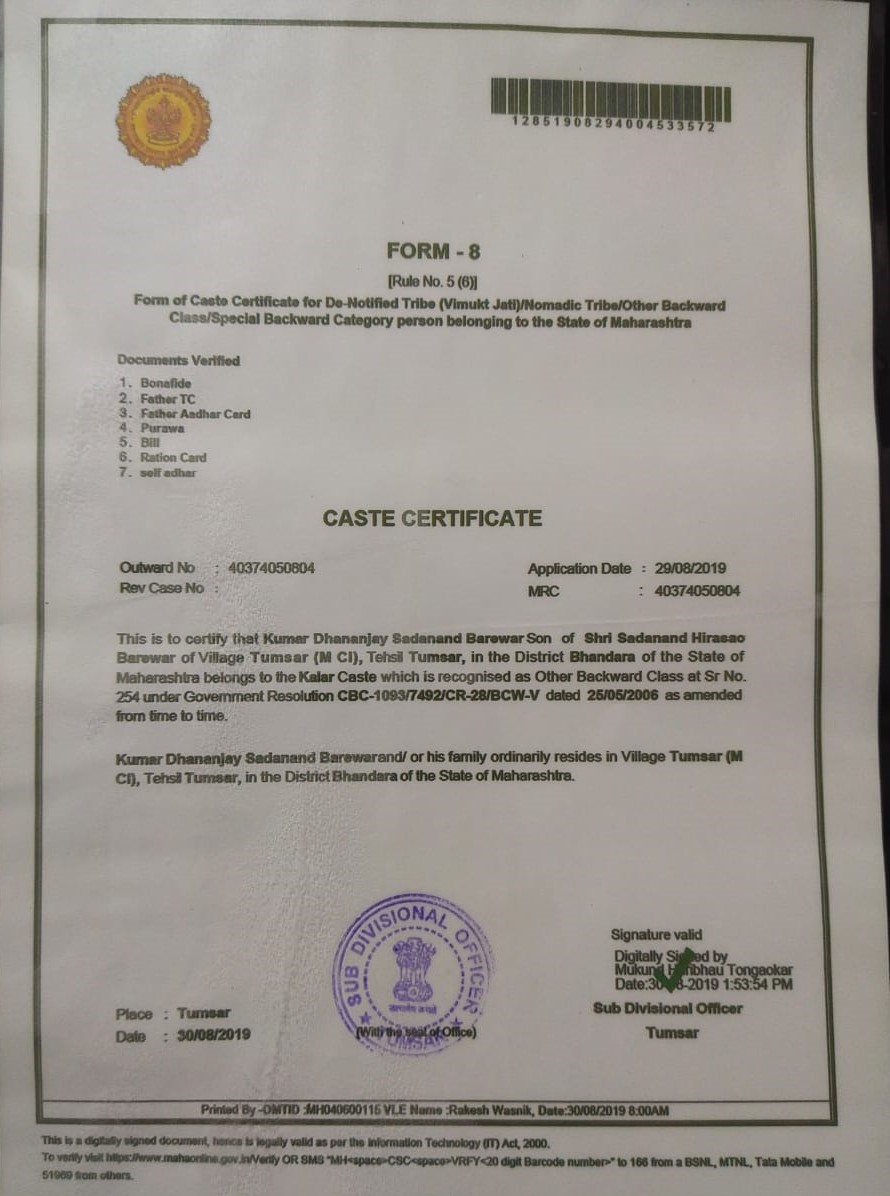 12851908294004533572
FORM - 8
[Rule No. 5 (6)]
Form of Caste Certificate for De-Notified Tribe (Vimukt Jati)/Nomadic Tribe/Other Backward
Class/Special Backward Category person belonging to the State of Maharashtra
Documents Verified
1. Bonafide
2. Father TC
3. Father Aadhar Card
4. Purawa
5. Bill
6. Ration Card
7. self adhar
CASTE CERTIFICATE
Outward No : 40374050804 Application Date : 29/08/2019
Rev Case No : MRC : 40374050804
This is to certify that Kumar Dhananjay Sadanand Barewar Son of Shri Sadanand Hirasao
Barewar of Village Tumsar (M CI), Tehsil Tumsar, in the District Bhandara of the State of
Maharashtra belongs to the Kalar Caste which is recognised as Other Backward Class at Sr No.
254 under Government Resolution CBC-1093/7492/CR-28/BCW-V dated 25/05/2006 as amended
from time to time.
Kumar Dhananjay Sadanand Barewarand/ or his family ordinarily resides in Village Tumsar (M
CI), Tehsil Tumsar, in the District Bhandara of the State of Maharashtra.
SUB DIVISIONAL OFFICER
TUMSAR
(With the seal of Office)
Signature valid
Digitally Signed by
Mukund Haribhau Tongaokar
Date:30-08-2019 1:53:54 PM
Sub Divisional Officer
Tumsar
Place : Tumsar
Date : 30/08/2019
Printed By -OMTID :MH040600115 VLE Name :Rakesh Wasnik, Date:30/08/2019 8:00AM
This is a digitally signed document, hence is legally valid as per the Information Technology (IT) Act, 2000.
To verify visit https://www.mahaonline.gov.in/Verify OR SMS "MH<space>CSC<space>VRFY<20 digit Barcode number>" to 166 from a BSNL, MTNL, Tata Mobile and
51969 from others.